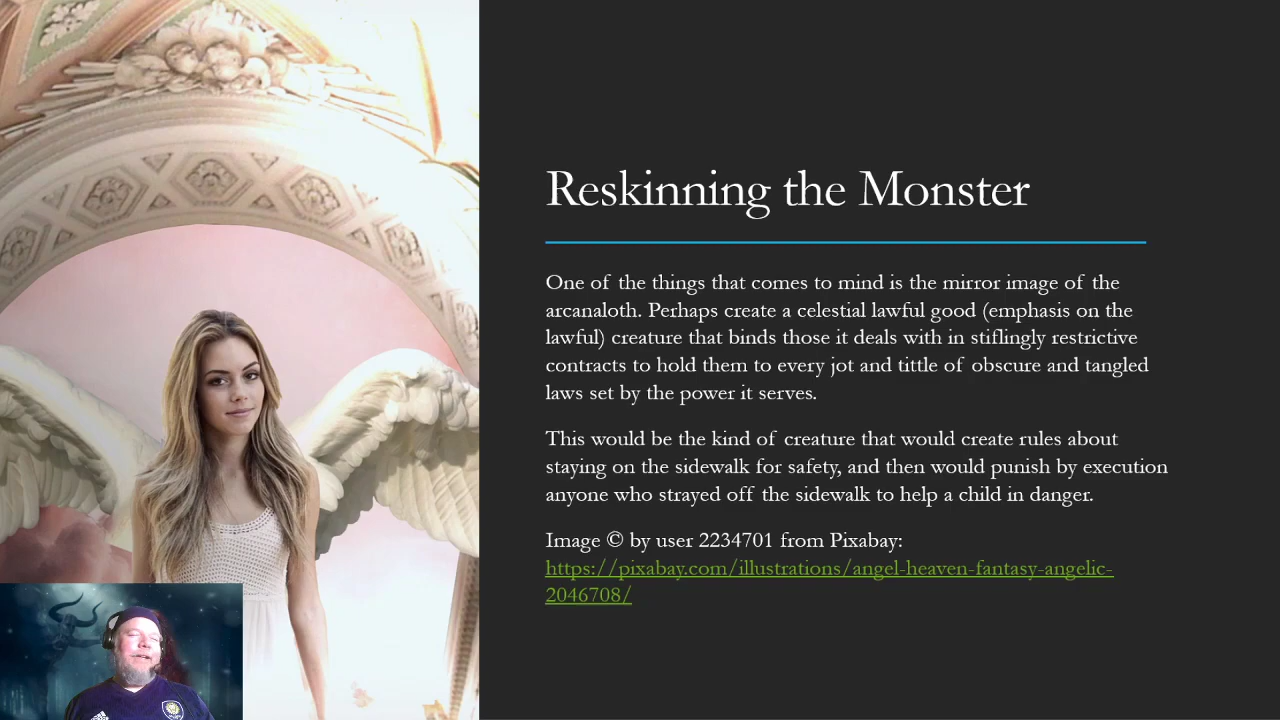 Reskinning the Monster
One of the things that comes to mind is the mirror image of the
arcanaloth. Perhaps create a celestial lawful good (emphasis on the
lawful) creature that binds those it deals with in stiflingly restrictive
contracts to hold them to every jot and tittle of obscure and tangled
laws set by the power it serves.
This would be the kind of creature that would create rules about
staying on the sidewalk for safety, and then would punish by execution
anyone who strayed off the sidewalk to help a child in danger.
Image © by user 2234701 from Pixabay:
https://pixabay.com/illustrations/angel-heaven-fantasy-angelic-
2046708/